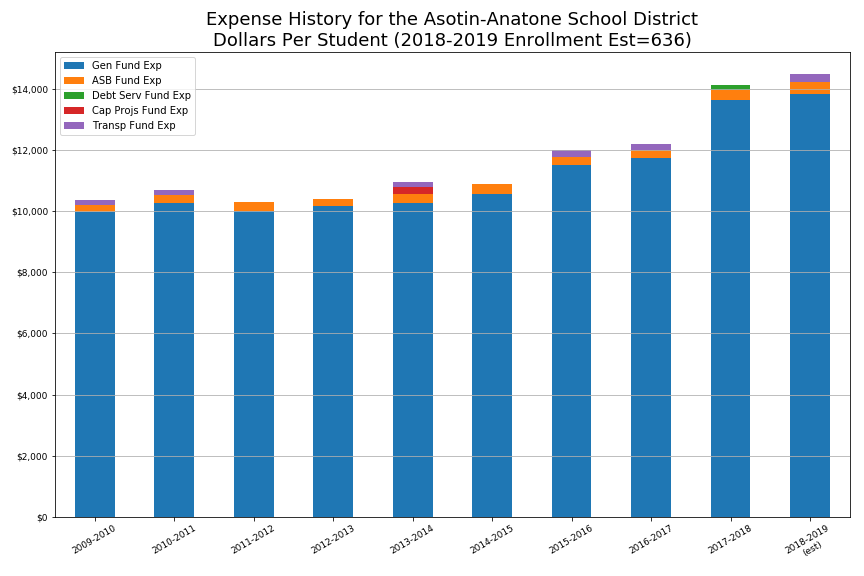 Expense History for the Asotin-Anatone School District
Dollars Per Student (2018-2019 Enrollment Est=636)
Gen Fund Exp
ASB Fund Exp
Debt Serv Fund Exp
Cap Projs Fund Exp
Transp Fund Exp
$14,000
$12,000
$10,000
$8,000
$6,000
$4,000
$2,000
$0
2009-2010
2010-2011
2011-2012
2012-2013
2013-2014
2014-2015
2015-2016
2016-2017
2017-2018
2018-2019
(est)